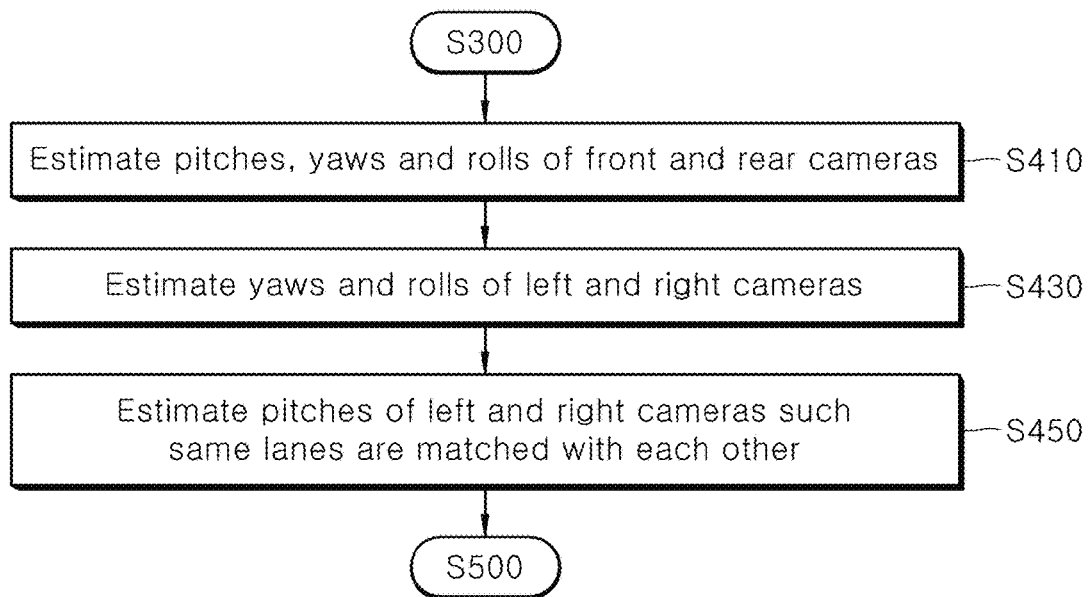 S300
Estimate pitches, yaws and rolls of front and rear cameras
S410
Estimate yaws and rolls of left and right cameras
S430
Estimate pitches of left and right cameras such
same lanes are matched with each other
S450
S500